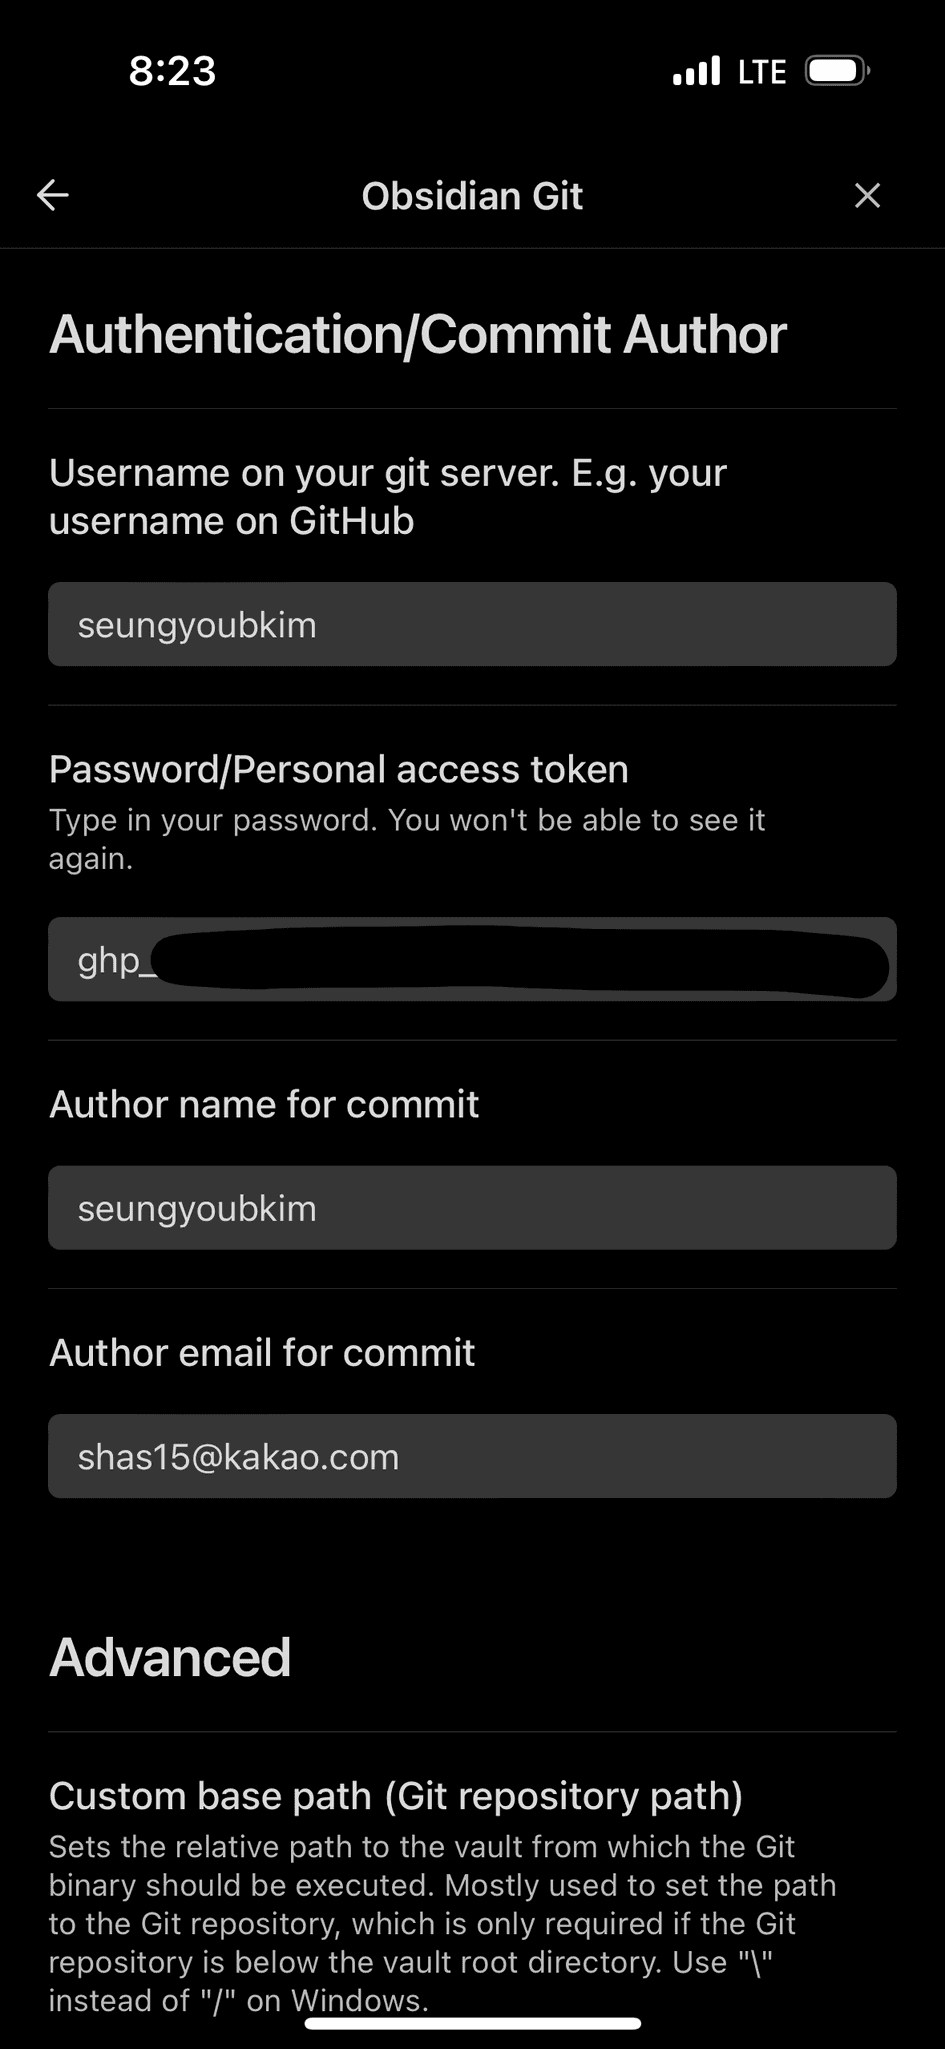 8:23
LTE
Obsidian Git
Authentication/Commit Author
Username on your git server. E.g. your
username on GitHub
seungyoubkim
Password/Personal access token
Type in your password. You won't be able to see it
again.
ghp_
Author name for commit
seungyoubkim
Author email for commit
shas15@kakao.com
Advanced
Custom base path (Git repository path)
Sets the relative path to the vault from which the Git
binary should be executed. Mostly used to set the path
to the Git repository, which is only required if the Git
repository is below the vault root directory. Use "\"
instead of "/" on Windows.